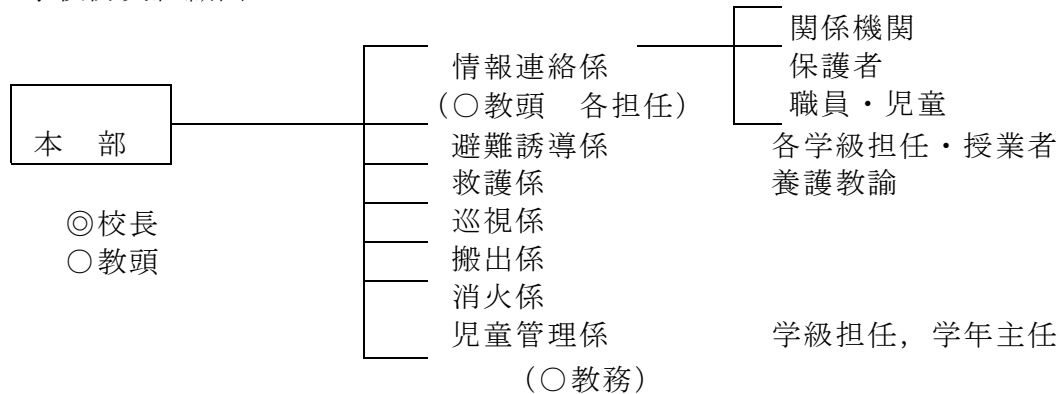 関係機関
情報連絡係 保護者
(○教頭 各担任) 職員・児童
本 部 避難誘導係 各学級担任・授業者
救護係 養護教諭
◎校長 巡視係
○教頭 搬出係
消火係
児童管理係 学級担任,学年主任
(○教務)